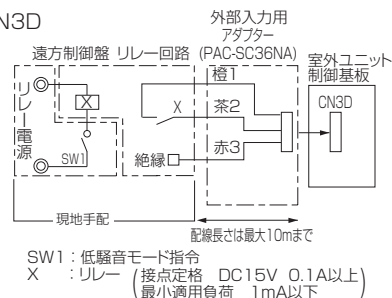 N3D
外部入力用
アダプター
遠方制御盤 リレー回路 (PAC-SC36NA)
室外ユニット
制御基板
橙1
CN3D
リレー電源
X
X
茶2
SW1
絶縁
赤3
現地手配
配線長さは最大10mまで
SW1：低騒音モード指令
X ：リレー (接点定格 DC15V 0.1A以上
最小適用負荷 1mA以下)